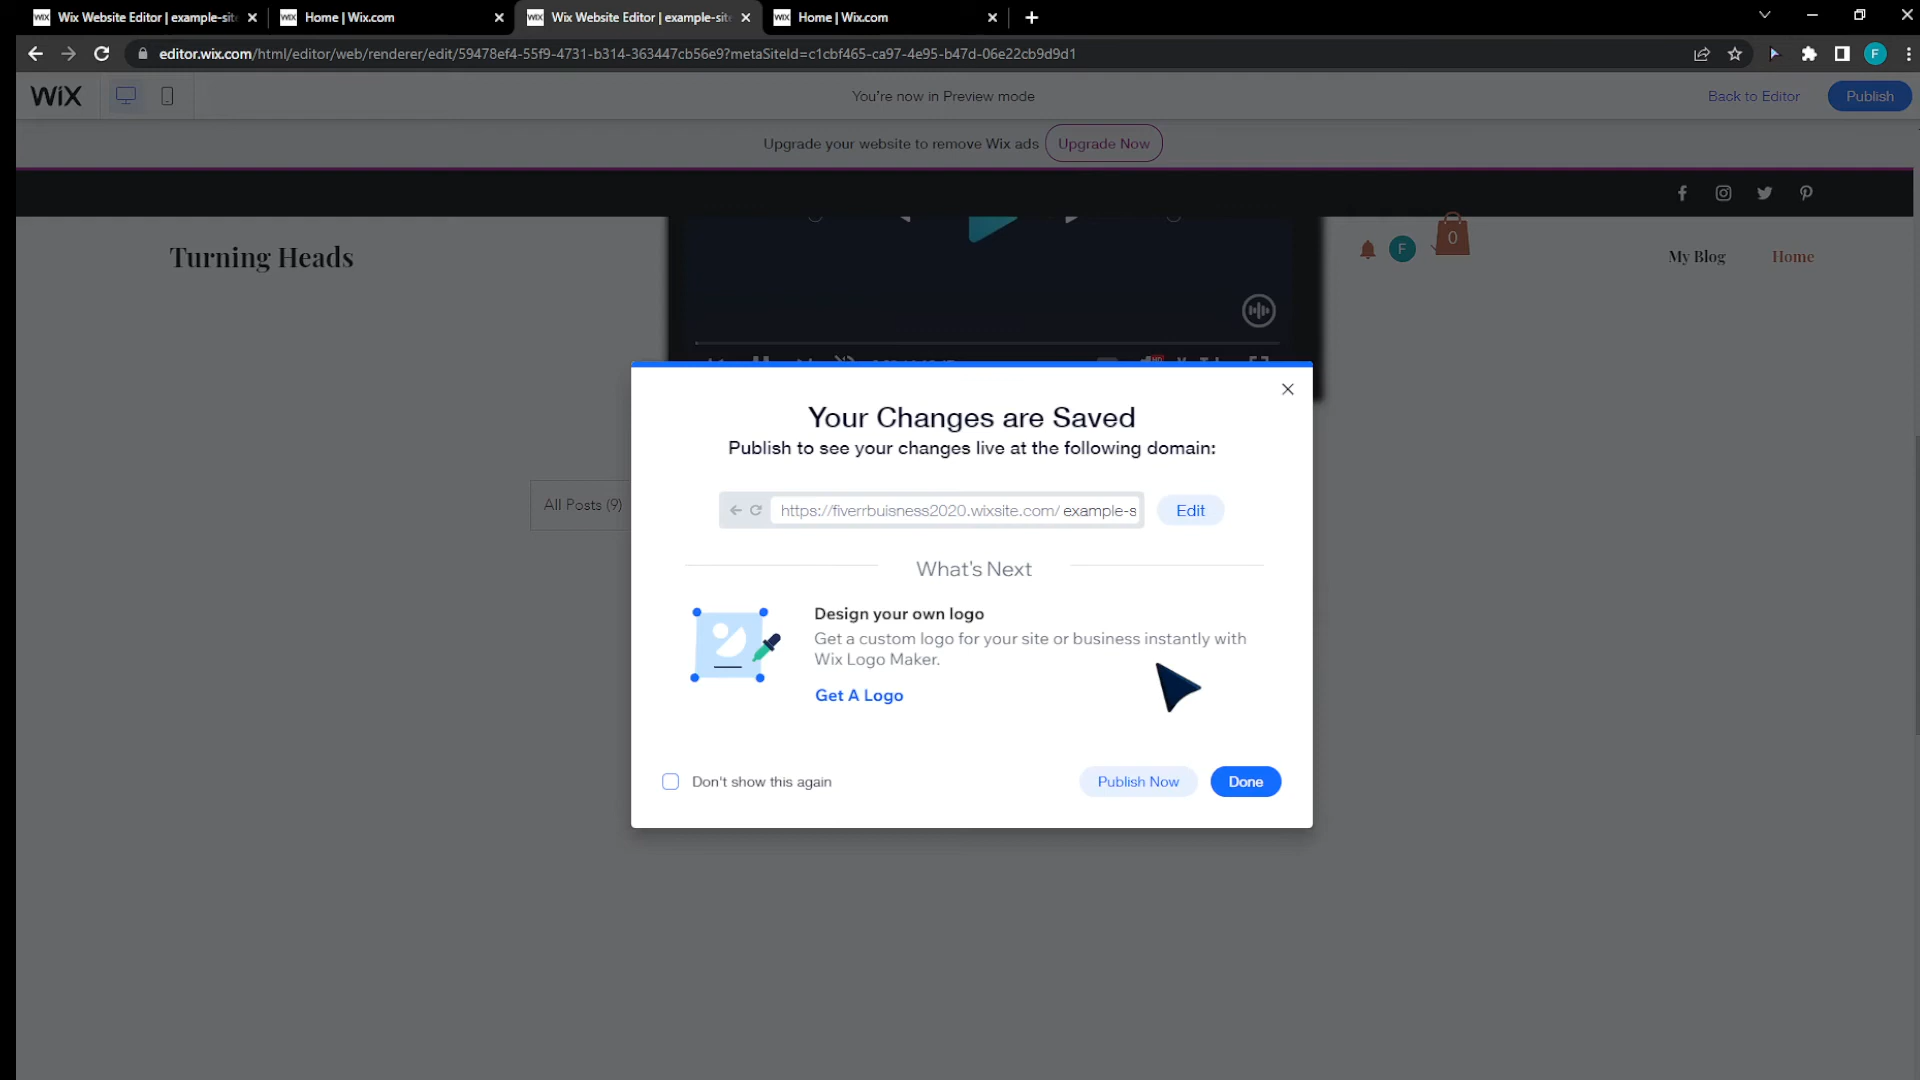 WIX Wix Website Editor | example-sit
WIX Home | Wix.com
WIX Wix Website Editor | example-sit
WIX Home | Wix.com
editor.wix.com/html/editor/web/renderer/edit/59478ef4-55f9-4731-b314-363447cb56e9?metaSiteId=c1cbf465-ca97-4e95-b47d-06e22cb9d9d1
F
WIX
You're now in Preview mode
Back to Editor
Publish
Upgrade your website to remove Wix ads
Upgrade Now
Turning Heads
F
0
My Blog
Home
Your Changes are Saved
Publish to see your changes live at the following domain:
All Posts (9)
https://fiverrbuisness2020.wixsite.com/ example-s
Edit
What's Next
Design your own logo
Get a custom logo for your site or business instantly with
Wix Logo Maker.
Get A Logo
Don't show this again
Publish Now
Done